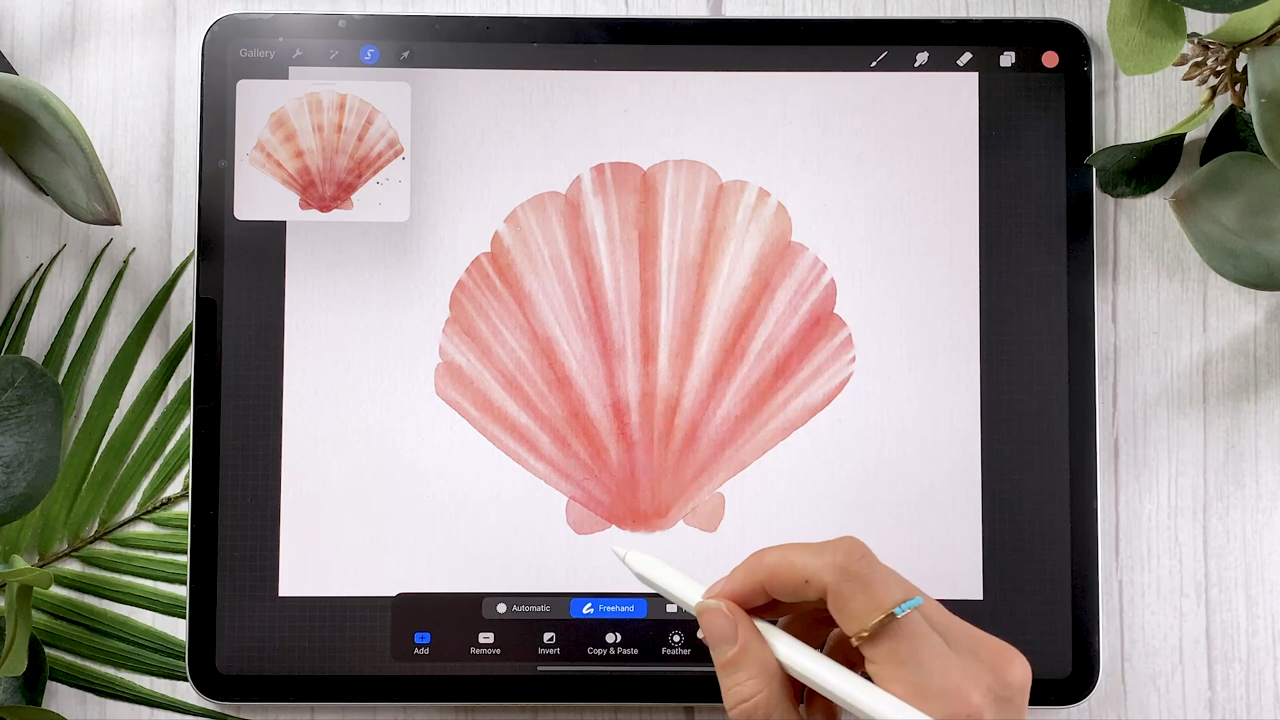 Gallery
Automatic
Freehand
Add
Remove
Invert
Copy & Paste
Feather